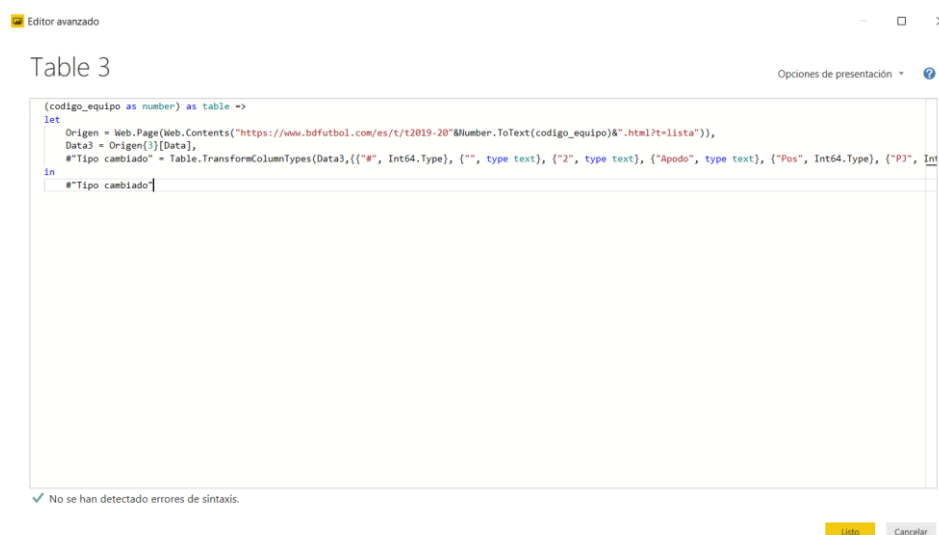 Editor avanzado
Table 3
Opciones de presentación
(codigo_equipo as number) as table =>
let
Origen = Web.Page(Web.Contents("https://www.bdfutbol.com/es/t/t2019-20"&Number.ToText(codigo_equipo)&".html?t=lista")),
Data3 = Origen{3}[Data],
#"Tipo cambiado" = Table.TransformColumnTypes(Data3,{{"#", Int64.Type}, {"", type text}, {"2", type text}, {"Apodo", type text}, {"Pos", Int64.Type}, {"PJ", Int
in
#"Tipo cambiado"
No se han detectado errores de sintaxis.
Listo Cancelar